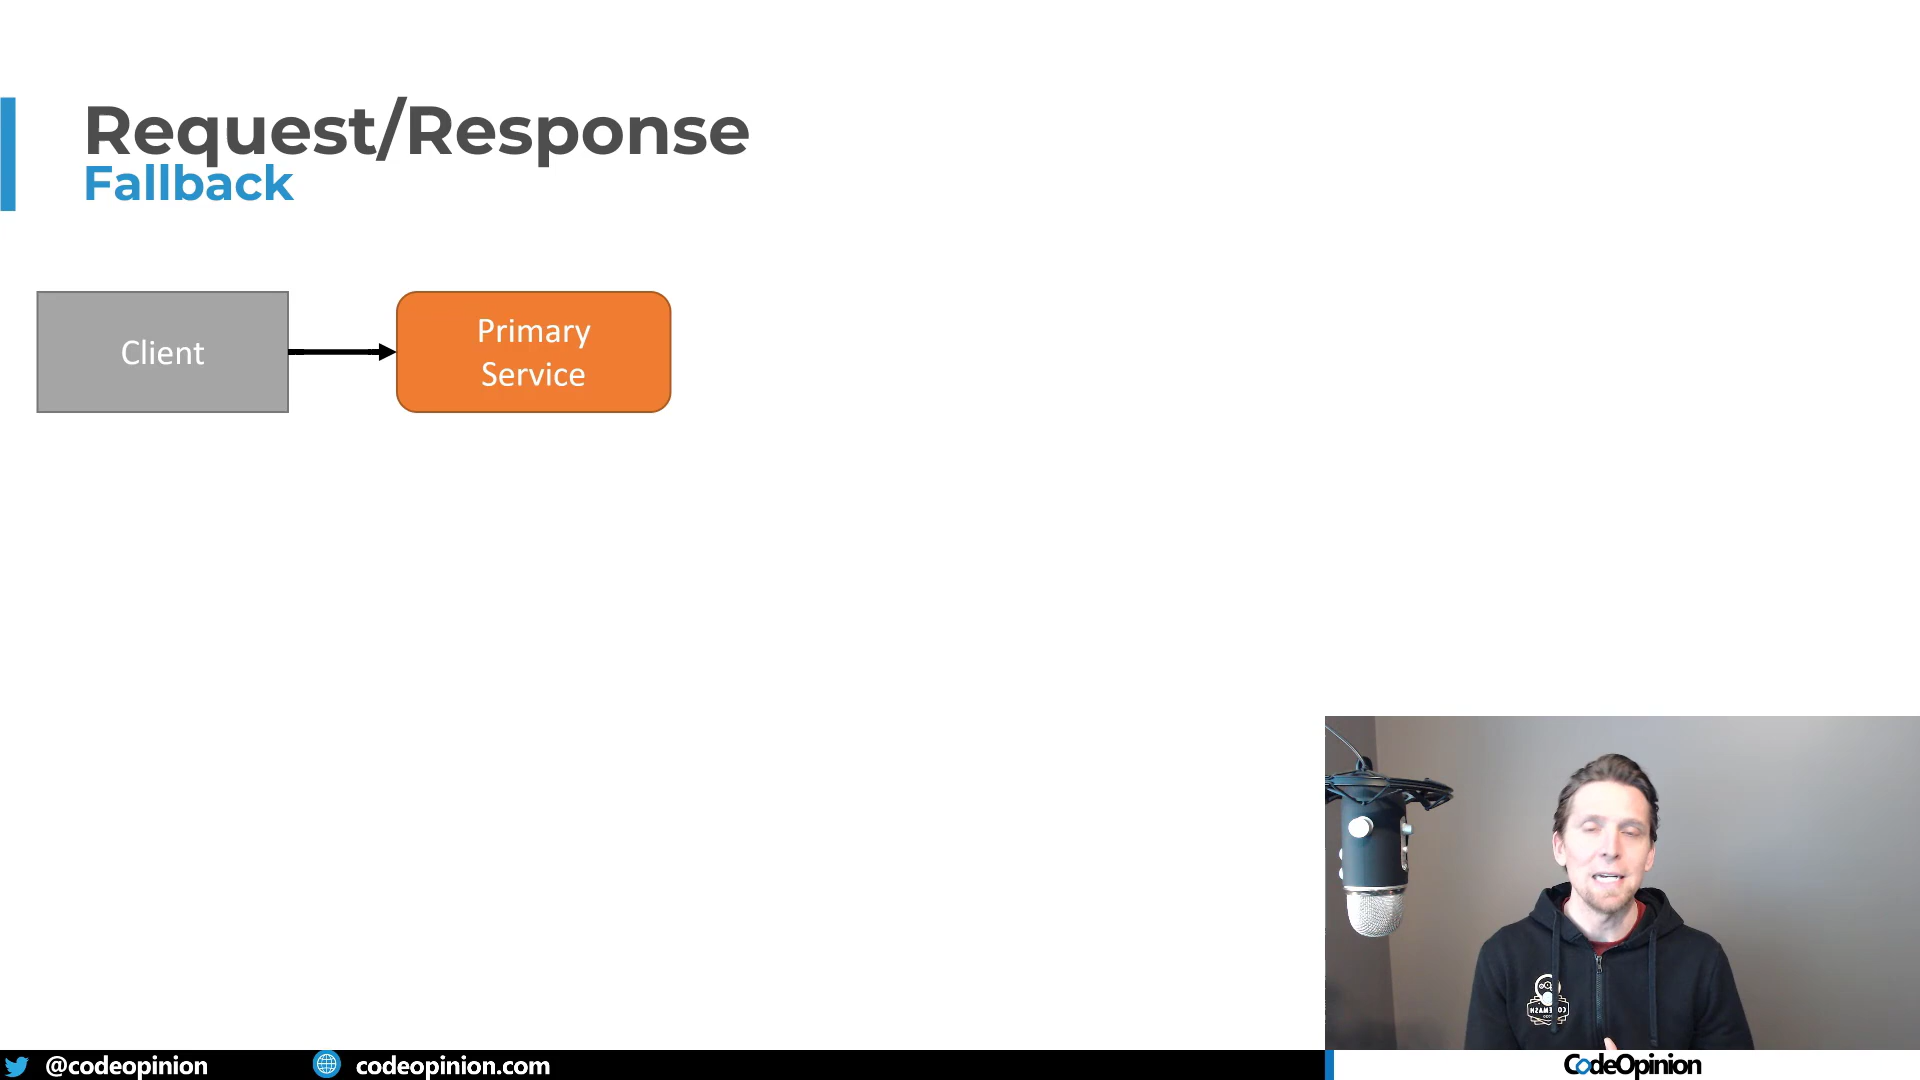 Request/Response
Fallback
Client
Primary
Service
@codeopinion
codeopinion.com
CodeOpinion